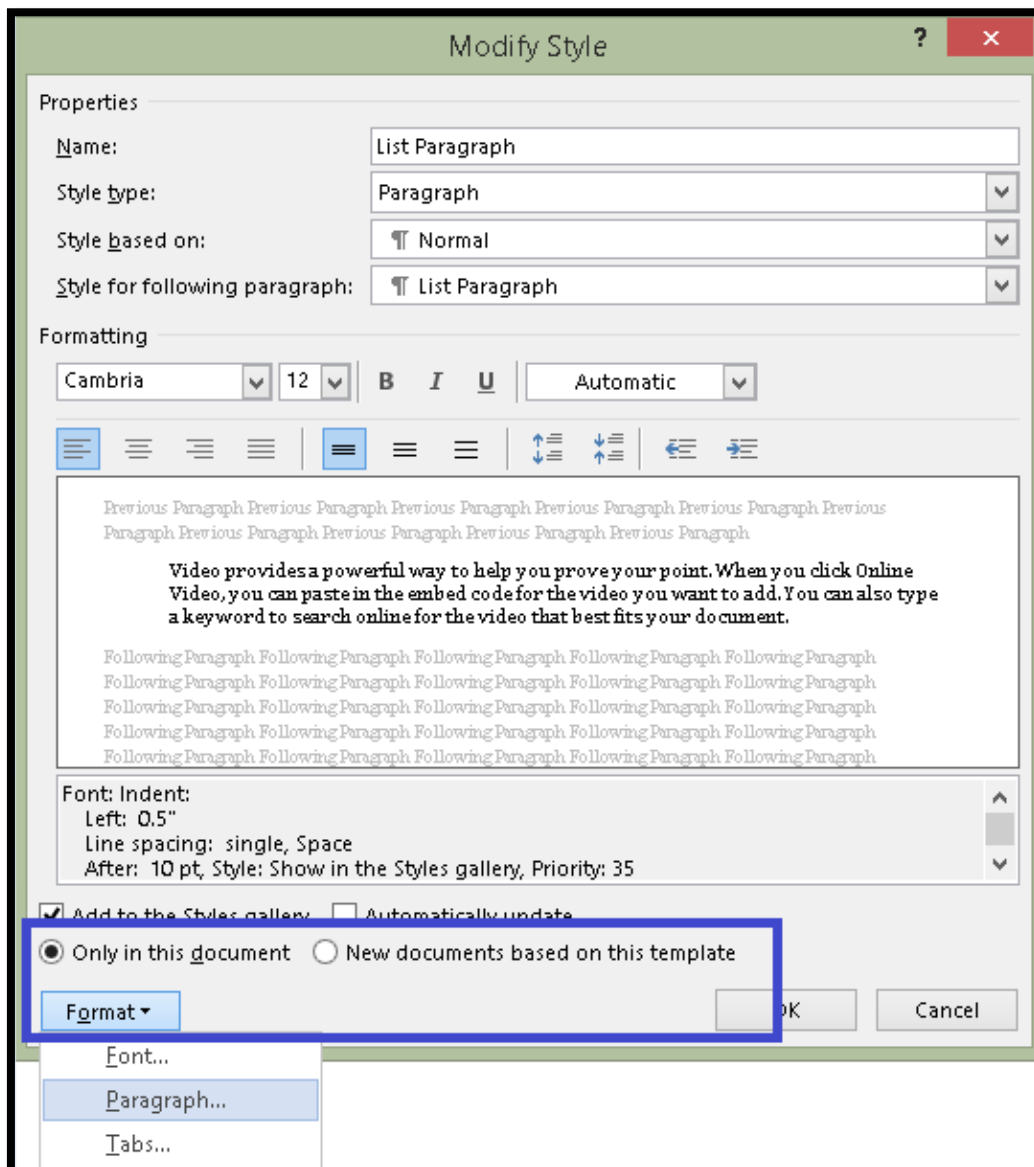 Modify Style
?
Properties
Name: List Paragraph
Style type: Paragraph
Style based on: ¶ Normal
Style for following paragraph: ¶ List Paragraph
Formatting
Cambria 12 B I U Automatic
Previous Paragraph Previous Paragraph Previous Paragraph Previous Paragraph Previous Paragraph Previous
Paragraph Previous Paragraph Previous Paragraph Previous Paragraph Previous Paragraph
Video provides a powerful way to help you prove your point. When you click Online
Video, you can paste in the embed code for the video you want to add. You can also type
a keyword to search online for the video that best fits your document.
Following Paragraph Following Paragraph Following Paragraph Following Paragraph Following Paragraph
Following Paragraph Following Paragraph Following Paragraph Following Paragraph Following Paragraph
Following Paragraph Following Paragraph Following Paragraph Following Paragraph Following Paragraph
Following Paragraph Following Paragraph Following Paragraph Following Paragraph Following Paragraph
Following Paragraph Following Paragraph Following Paragraph Following Paragraph Following Paragraph
Font: Indent:
Left: 0.5"
Line spacing: single, Space
After: 10 pt, Style: Show in the Styles gallery, Priority: 35
Add to the Styles gallery Automatically update
Only in this document New documents based on this template
Format OK Cancel
Font...
Paragraph...
Tabs...